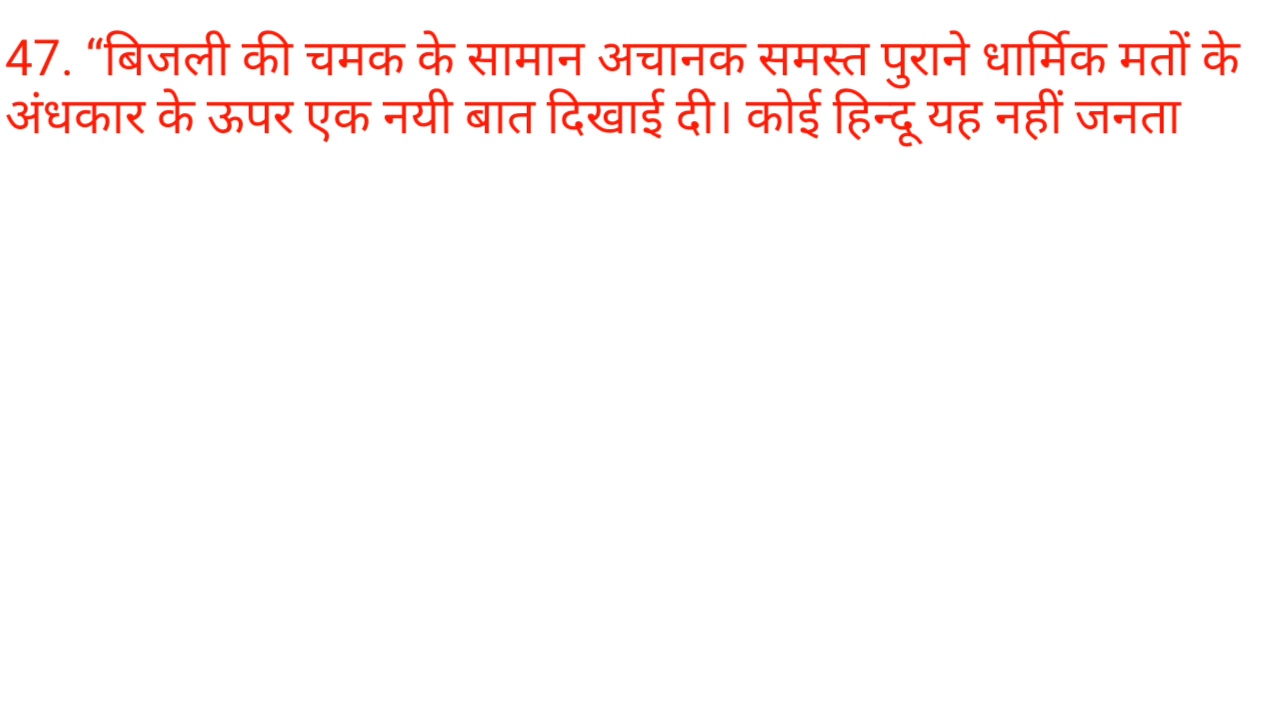 47. “बिजली की चमक के सामान अचानक समस्त पुराने धार्मिक मतों के
अंधकार के ऊपर एक नयी बात दिखाई दी। कोई हिन्दू यह नहीं जनता